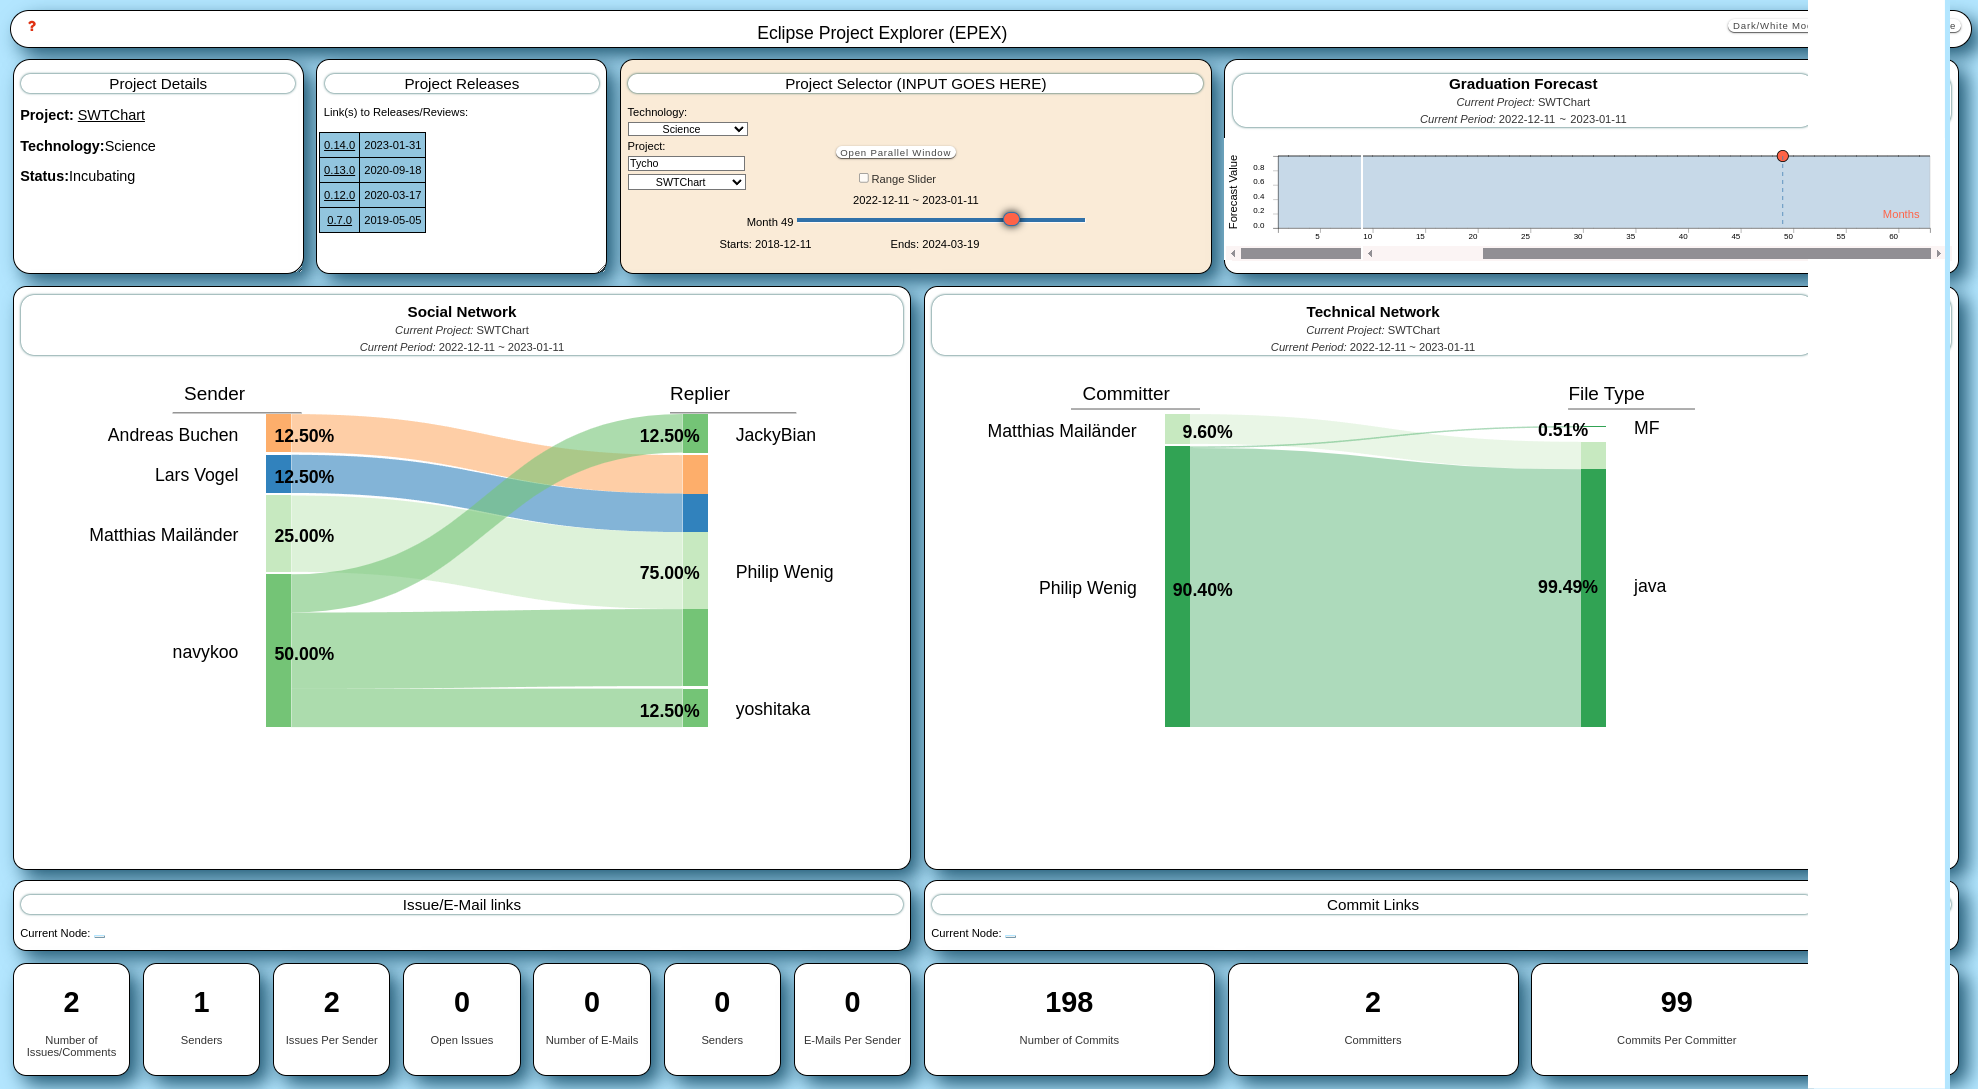 ?
Eclipse Project Explorer (EPEX)
Dark/White Mo
e
Project Details
Project: SWTChart
Technology:Science
Status:Incubating
Project Releases
Link(s) to Releases/Reviews:
0.14.0 2023-01-31
0.13.0 2020-09-18
0.12.0 2020-03-17
0.7.0 2019-05-05
Project Selector (INPUT GOES HERE)
Technology:
Science
Project:
Tycho
SWTChart
Open Parallel Window
Range Slider
2022-12-11 ~ 2023-01-11
Month 49
Starts: 2018-12-11 Ends: 2024-03-19
Graduation Forecast
Current Project: SWTChart
Current Period: 2022-12-11 ~ 2023-01-11
Forecast Value
0.8
0.6
0.4
0.2
0.0
Months
5 10 15 20 25 30 35 40 45 50 55 60
Social Network
Current Project: SWTChart
Current Period: 2022-12-11 ~ 2023-01-11
Sender Replier
Andreas Buchen 12.50% 12.50% JackyBian
Lars Vogel 12.50%
Matthias Mailänder 25.00% 75.00% Philip Wenig
navykoo 50.00%
12.50% yoshitaka
Technical Network
Current Project: SWTChart
Current Period: 2022-12-11 ~ 2023-01-11
Committer File Type
Matthias Mailänder 9.60% 0.51% MF
Philip Wenig 90.40% 99.49% java
Issue/E-Mail links
Current Node:
Commit Links
Current Node:
2
Number of
Issues/Comments
1
Senders
2
Issues Per Sender
0
Open Issues
0
Number of E-Mails
0
Senders
0
E-Mails Per Sender
198
Number of Commits
2
Committers
99
Commits Per Committer